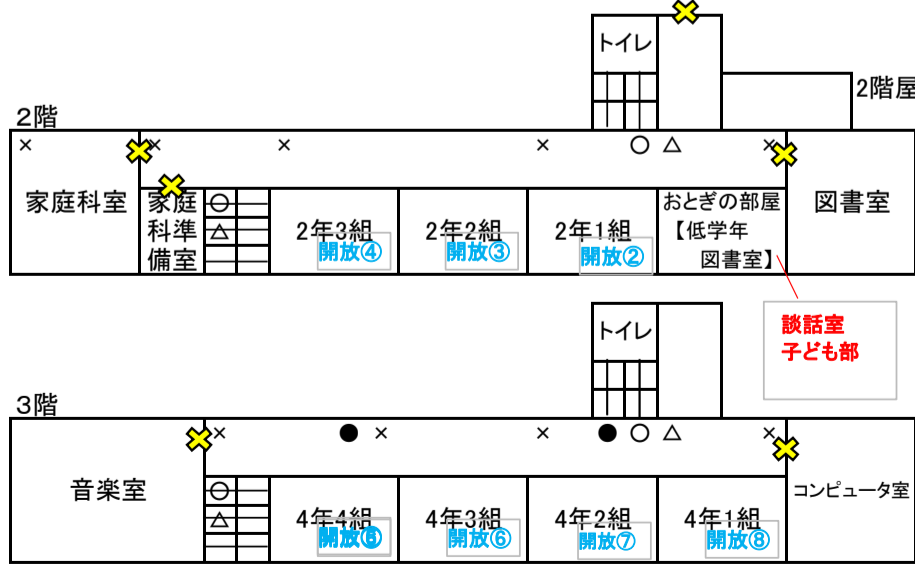 トイレ
2階屋
2階
× × × × ○ △ ×
家庭科室
家庭
科準
備室
○
△
2年3組
開放④
2年2組
開放③
2年1組
開放②
おとぎの部屋
【低学年
図書室】
図書室
談話室
子ども部
トイレ
3階
× ● × × ● ○ △ ×
音楽室
○
△
4年4組
開放
4年3組
開放⑥
4年2組
開放⑦
4年1組
開放⑧
コンピュータ室